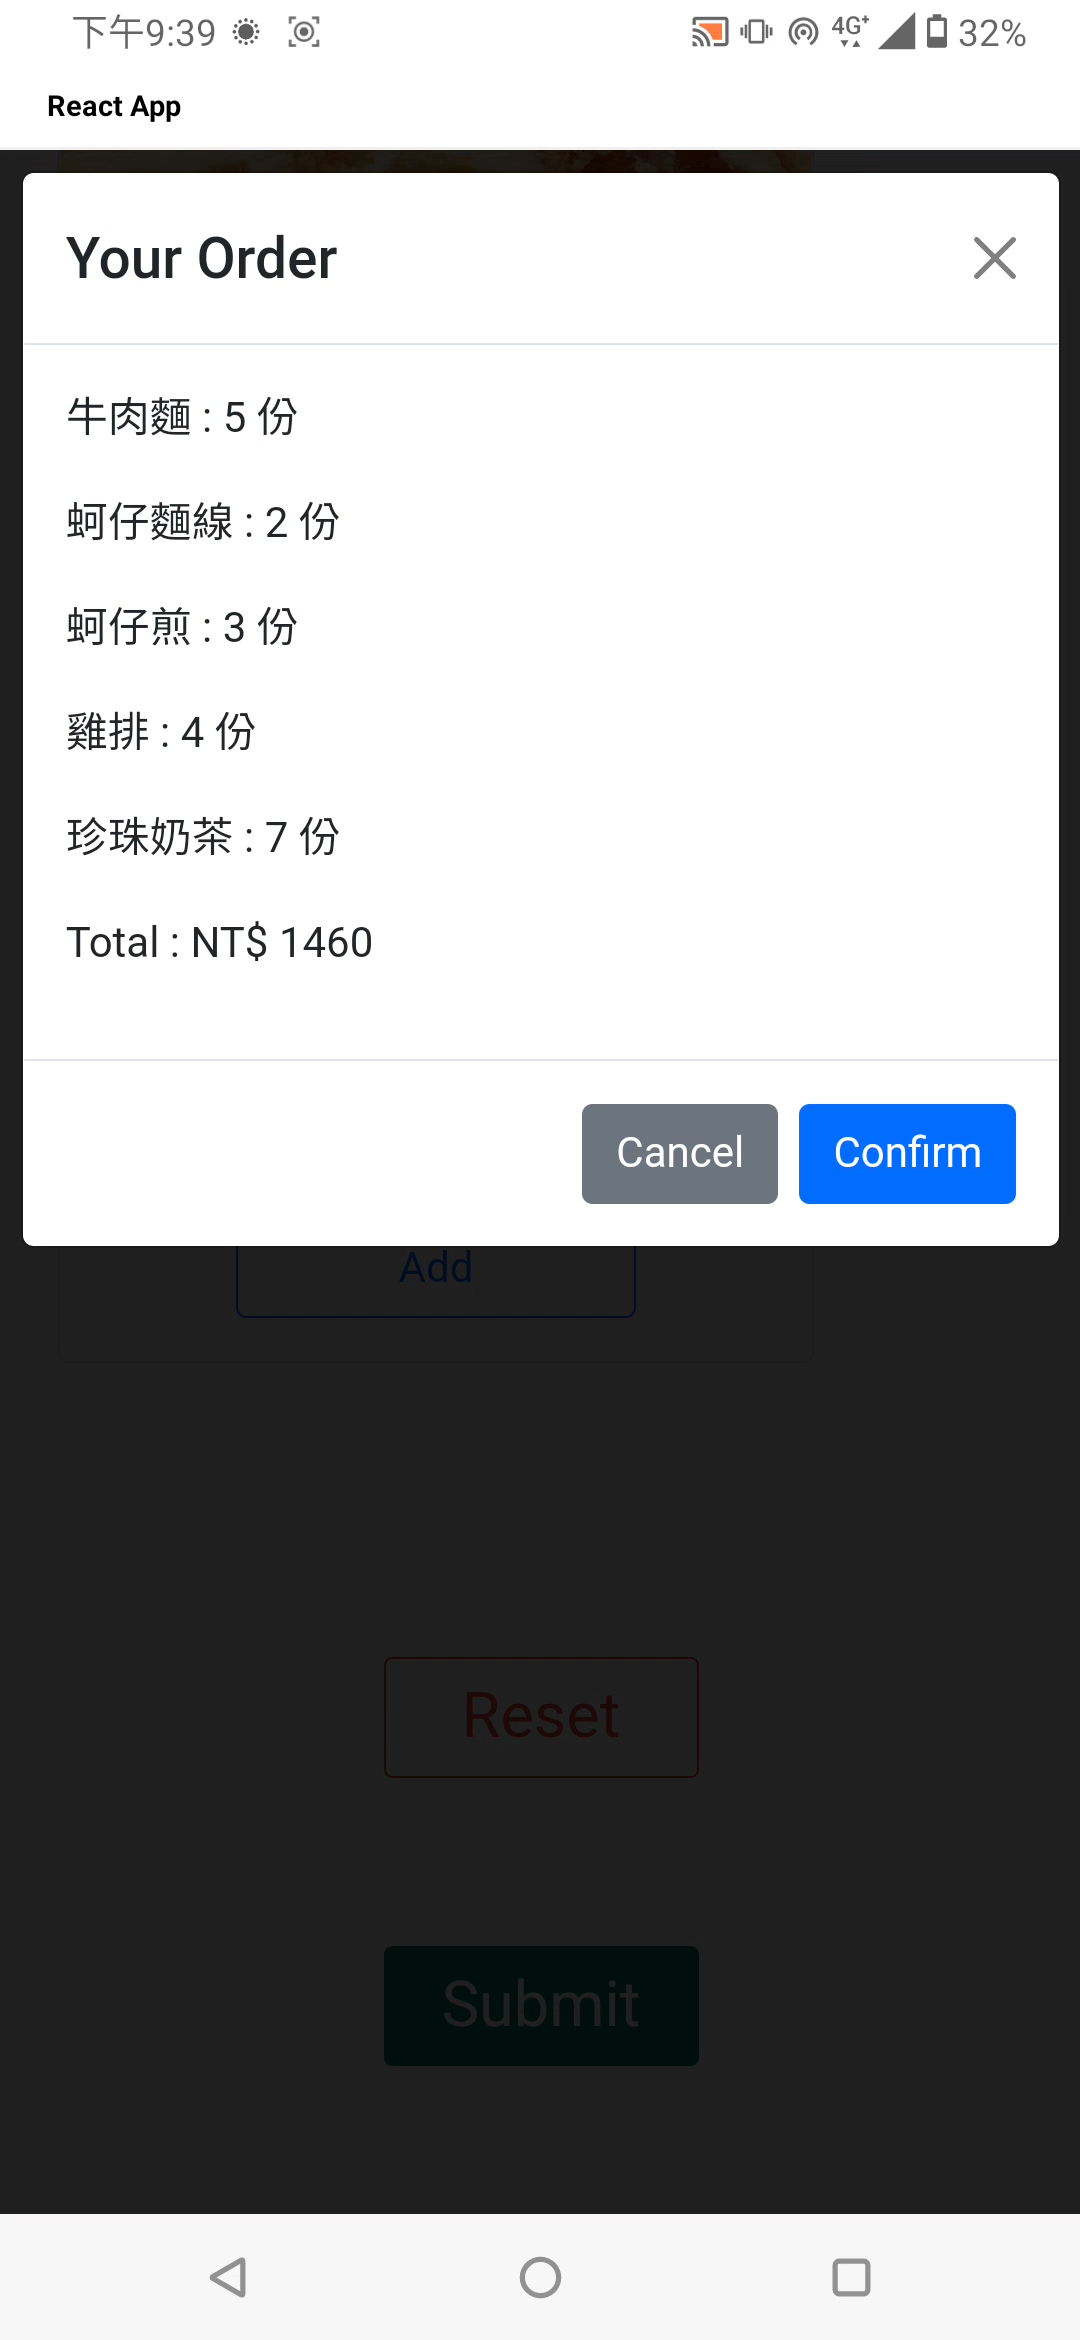 下午9:39 4G+ 32%
React App
Your Order
牛肉麵 : 5 份
蚵仔麵線 : 2 份
蚵仔煎 : 3 份
雞排 : 4 份
珍珠奶茶 : 7 份
Total : NT$ 1460
Cancel Confirm
Add
Reset
Submit